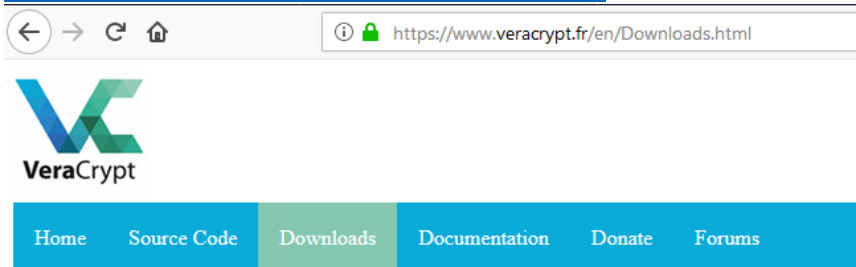 https://www.veracrypt.fr/en/Downloads.html
VeraCrypt
Home Source Code Downloads Documentation Donate Forums